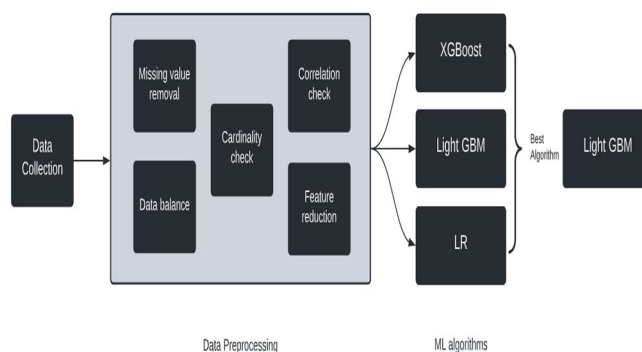 Data
Collection
Missing value
removal
Data balance
Cardinality
check
Correlation
check
Feature
reduction
XGBoost
Light GBM
LR
Best
Algorithm
Light GBM
Data Preprocessing
ML algorithms